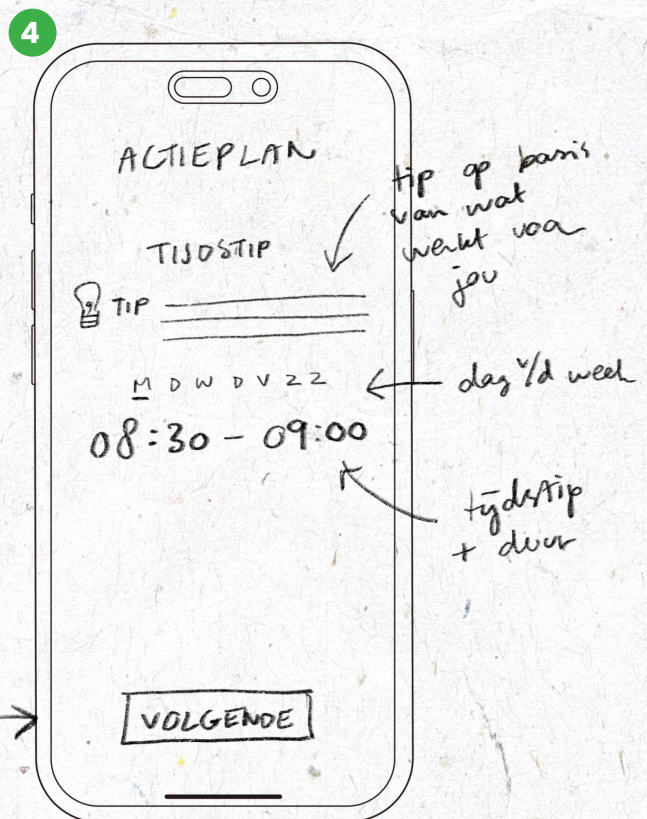 4
ACTIEPLAN
TIJDSTIP
TIP
M D W D V Z Z
08:30 - 09:00
VOLGENDE
tip op basis
van wat
werkt voor
jou
dag v/d week
tijdstip
+ duur